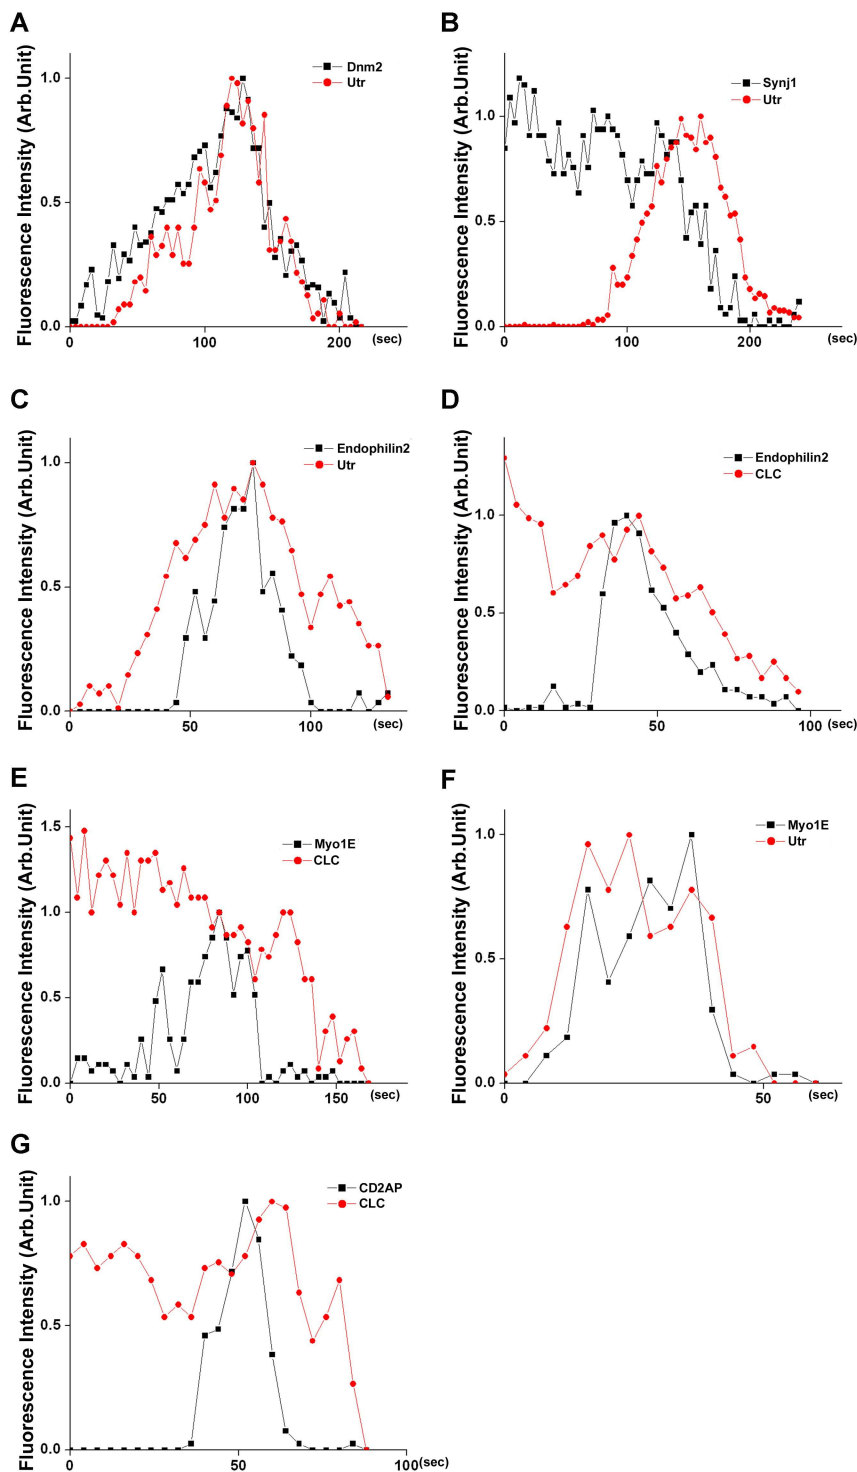 A
Fluorescence Intensity (Arb.Unit)
Dnm2
Utr
1.0
0.5
0.0
0
100
200
(sec)
B
Fluorescence Intensity (Arb.Unit)
Synj1
Utr
1.0
0.5
0.0
0
100
200
(sec)
C
Fluorescence Intensity (Arb.Unit)
Endophilin2
Utr
1.0
0.5
0.0
0
50
100
(sec)
D
Fluorescence Intensity (Arb.Unit)
Endophilin2
CLC
1.0
0.5
0.0
0
50
100
(sec)
E
Fluorescence Intensity (Arb.Unit)
Myo1E
CLC
1.5
1.0
0.5
0.0
0
50
100
150
(sec)
F
Fluorescence Intensity (Arb.Unit)
Myo1E
Utr
1.0
0.5
0.0
0
50
(sec)
G
Fluorescence Intensity (Arb.Unit)
CD2AP
CLC
1.0
0.5
0.0
0
50
100
(sec)